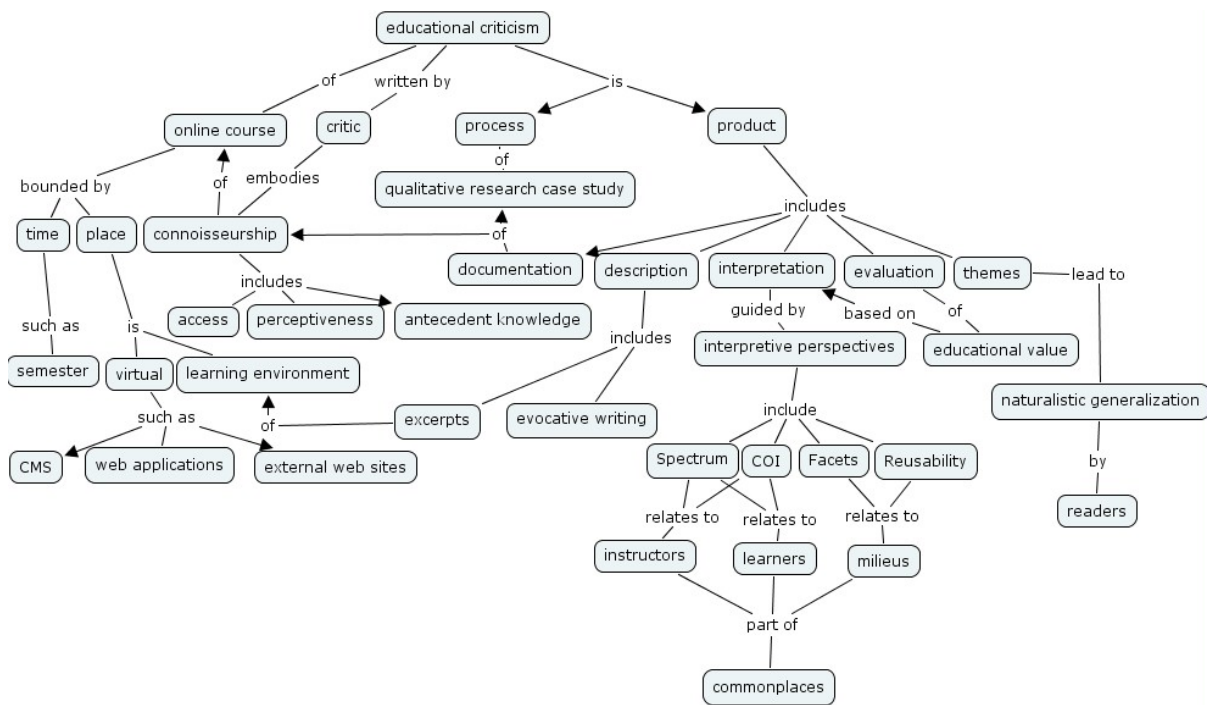 educational criticism
of
written by
is
online course
critic
process
product
of
bounded by
of
embodies
qualitative research case study
includes
time
place
connoisseurship
of
documentation
description
interpretation
evaluation
themes
lead to
includes
access
perceptiveness
antecedent knowledge
guided by
based on
of
such as
is
includes
interpretive perspectives
educational value
semester
virtual
learning environment
naturalistic generalization
such as
of
excerpts
evocative writing
include
CMS
web applications
external web sites
Spectrum
COI
Facets
Reusability
by
readers
relates to
relates to
relates to
instructors
learners
milieus
part of
commonplaces